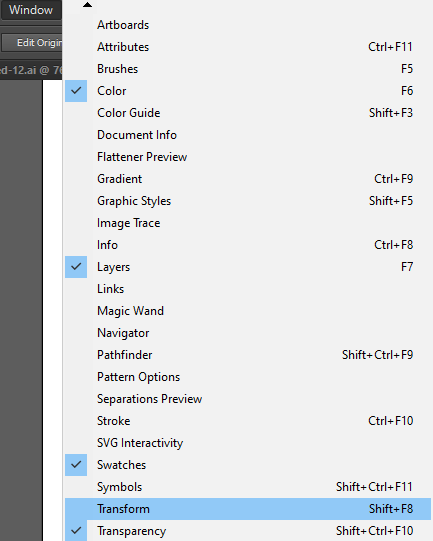 Window
Edit Origin
ed-12.ai @ 76
Artboards
Attributes Ctrl+F11
Brushes F5
Color F6
Color Guide Shift+F3
Document Info
Flattener Preview
Gradient Ctrl+F9
Graphic Styles Shift+F5
Image Trace
Info Ctrl+F8
Layers F7
Links
Magic Wand
Navigator
Pathfinder Shift+Ctrl+F9
Pattern Options
Separations Preview
Stroke Ctrl+F10
SVG Interactivity
Swatches
Symbols Shift+Ctrl+F11
Transform Shift+F8
Transparency Shift+Ctrl+F10